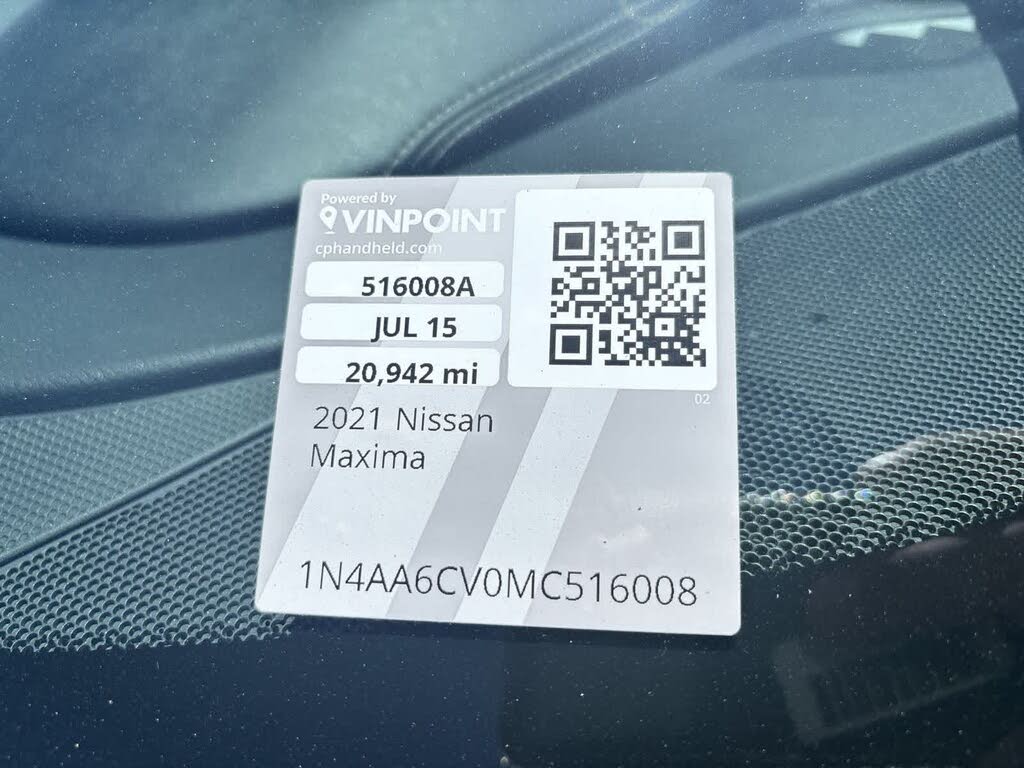 Powered by
VINPOINT
cphandheld.com
516008A
JUL 15
20,942 mi
02
2021 Nissan
Maxima
1N4AA6CV0MC516008